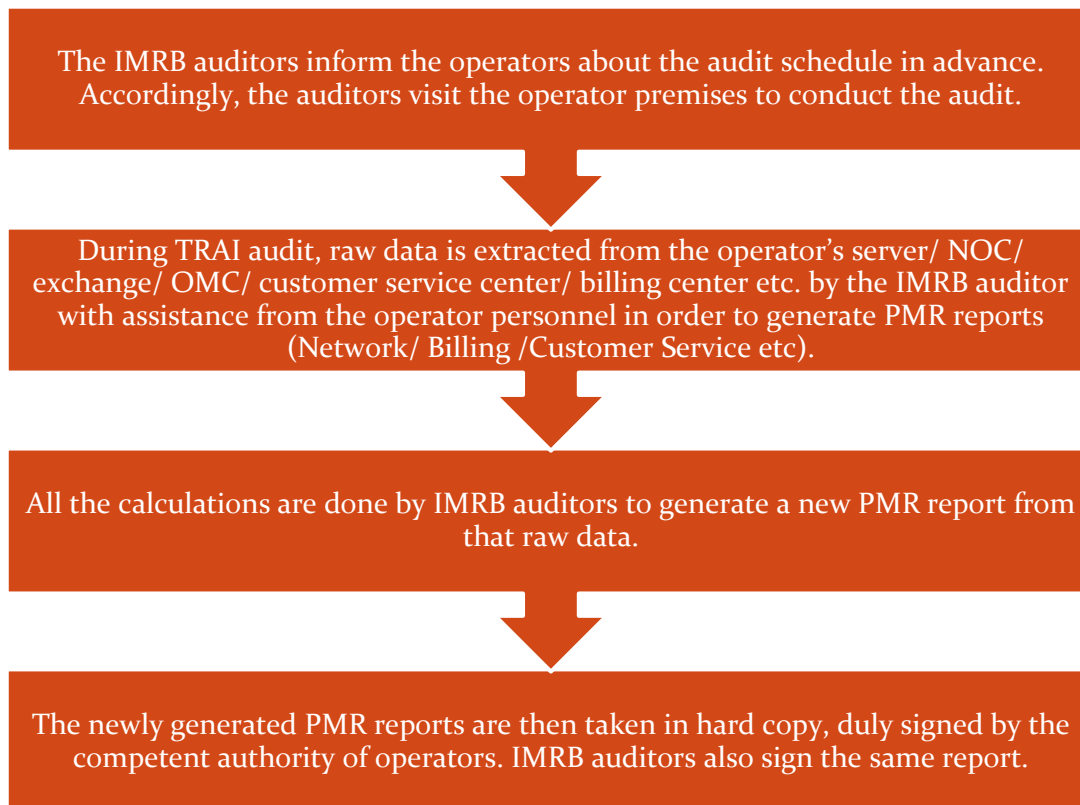 The IMRB auditors inform the operators about the audit schedule in advance.
Accordingly, the auditors visit the operator premises to conduct the audit.
During TRAI audit, raw data is extracted from the operator’s server/ NOC/
exchange/ OMC/ customer service center/ billing center etc. by the IMRB auditor
with assistance from the operator personnel in order to generate PMR reports
(Network/ Billing /Customer Service etc).
All the calculations are done by IMRB auditors to generate a new PMR report from
that raw data.
The newly generated PMR reports are then taken in hard copy, duly signed by the
competent authority of operators. IMRB auditors also sign the same report.